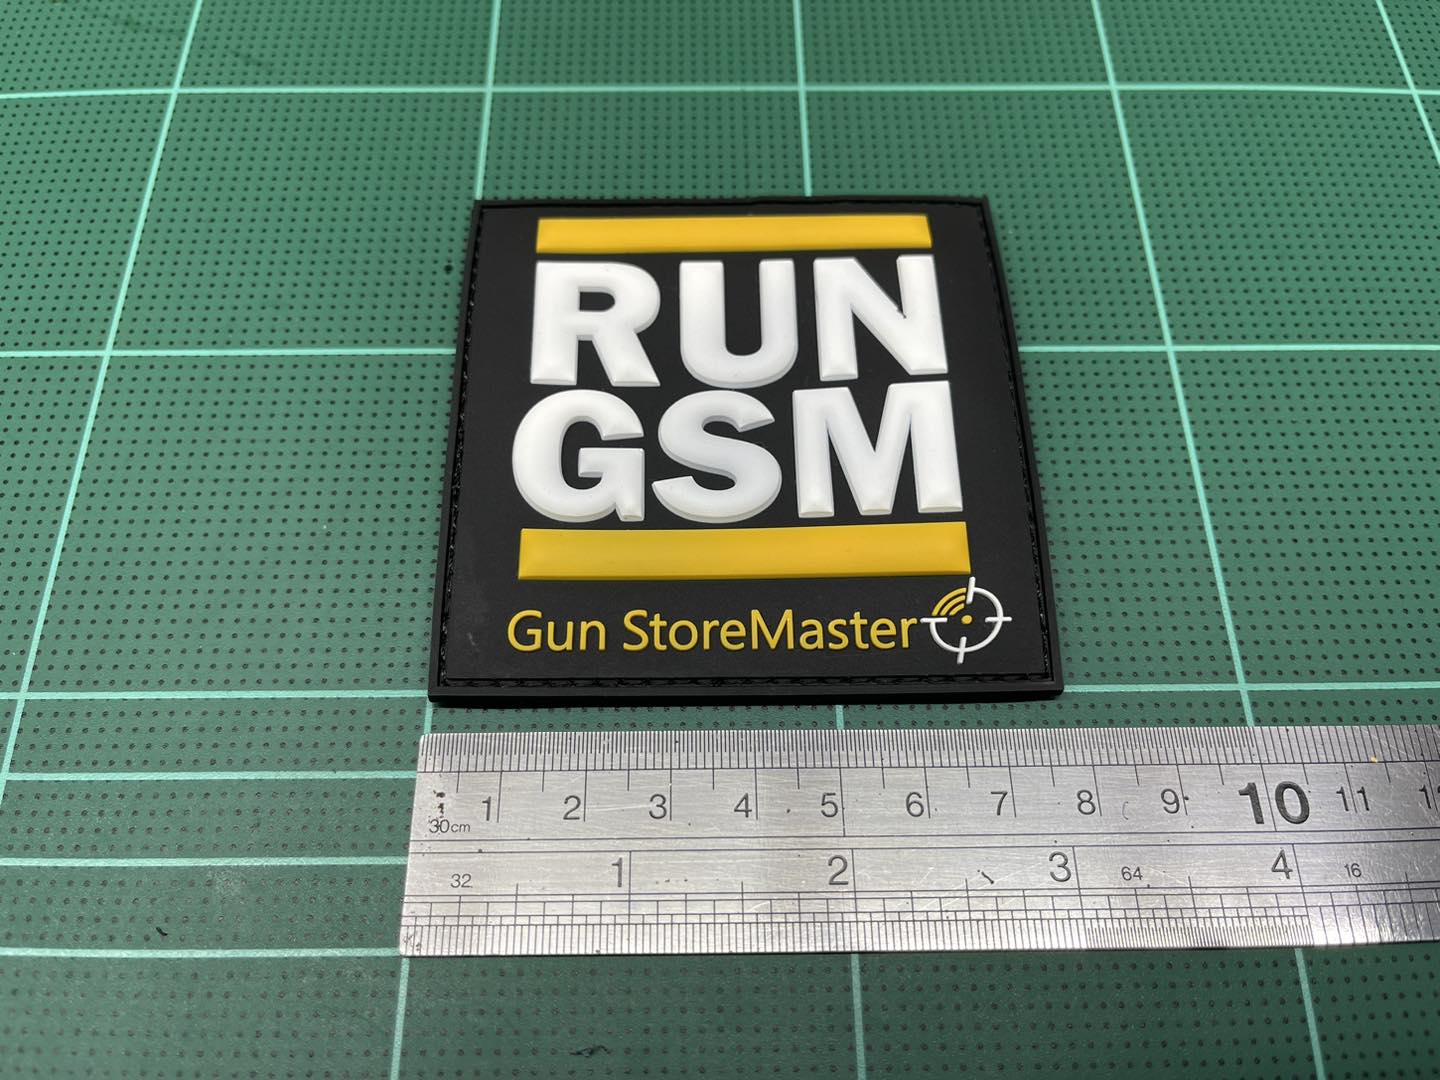 RUN
GSM
Gun StoreMaster
1 2 3 4 5 6 7 8 9 10 11
30cm
1 2 3 4
32 64 16